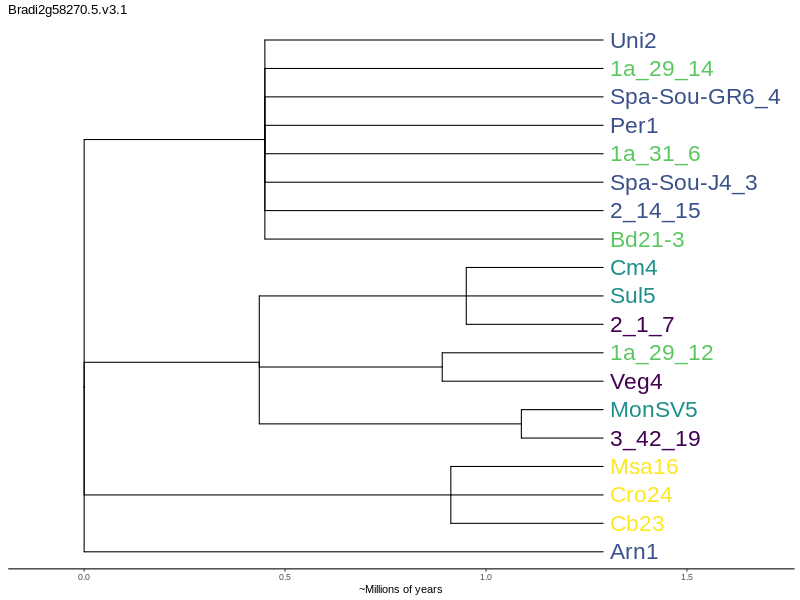 Bradi2g58270.5.v3.1
Uni2
1a_29_14
Spa-Sou-GR6_4
Per1
1a_31_6
Spa-Sou-J4_3
2_14_15
Bd21-3
Cm4
Sul5
2_1_7
1a_29_12
Veg4
MonSV5
3_42_19
Msa16
Cro24
Cb23
Arn1
0.0 0.5 1.0 1.5
~Millions of years